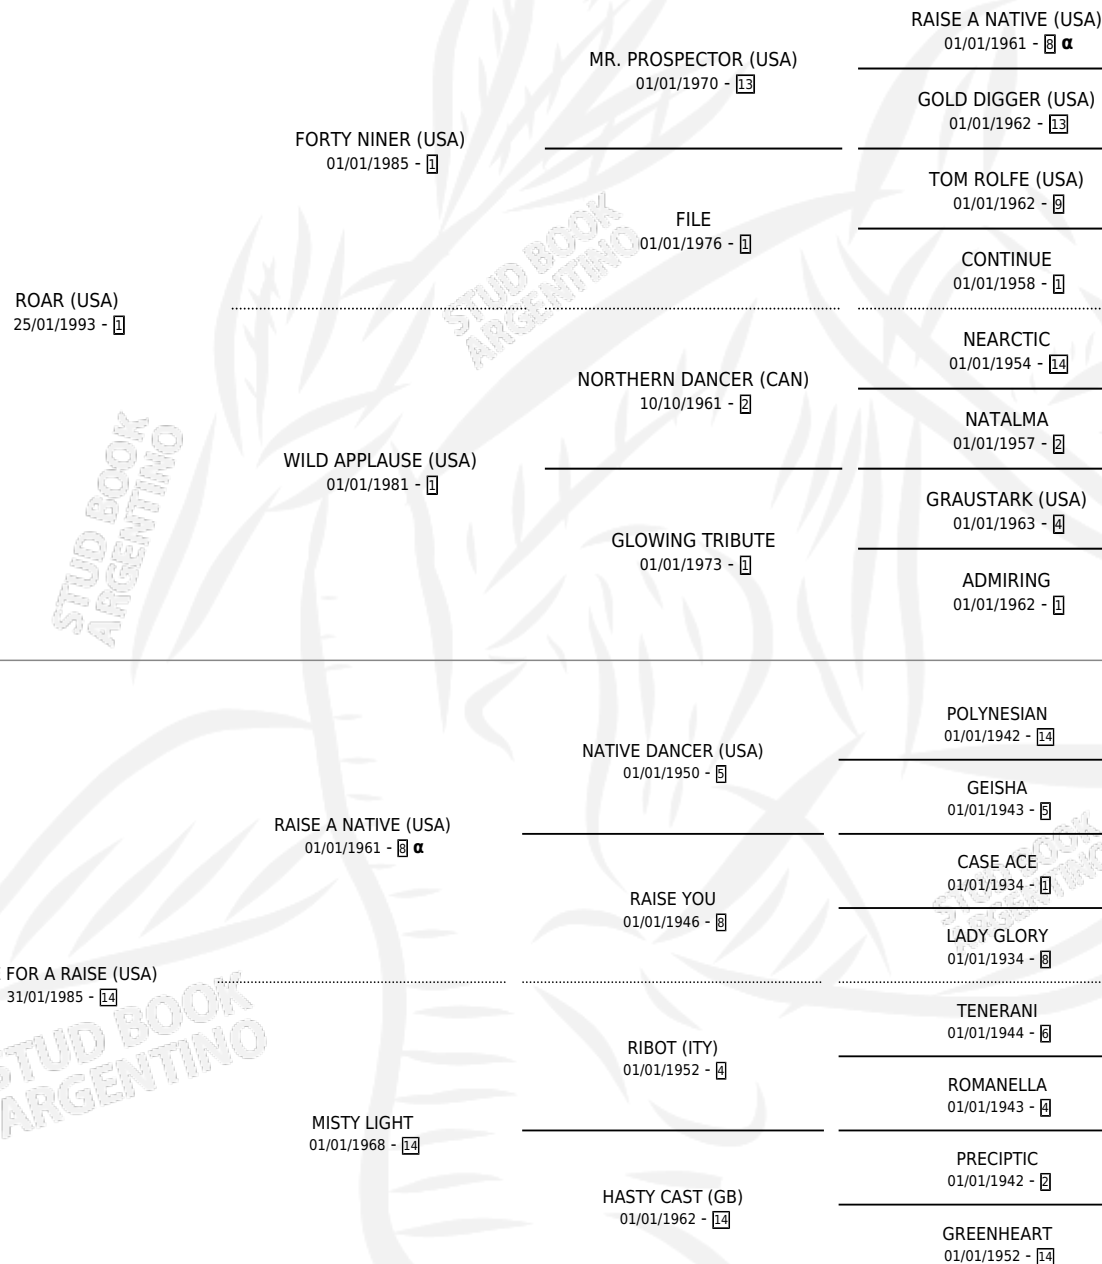 RAISE A NATIVE (USA)
01/01/1961 - 8 α
MR. PROSPECTOR (USA)
01/01/1970 - 13
GOLD DIGGER (USA)
01/01/1962 - 13
FORTY NINER (USA)
01/01/1985 - 1
TOM ROLFE (USA)
01/01/1962 - 9
FILE
01/01/1976 - 1
CONTINUE
01/01/1958 - 1
ROAR (USA)
25/01/1993 - 1
NEARCTIC
01/01/1954 - 14
NORTHERN DANCER (CAN)
10/10/1961 - 2
NATALMA
01/01/1957 - 2
WILD APPLAUSE (USA)
01/01/1981 - 1
GRAUSTARK (USA)
01/01/1963 - 4
GLOWING TRIBUTE
01/01/1973 - 1
ADMIRING
01/01/1962 - 1
POLYNESIAN
01/01/1942 - 14
NATIVE DANCER (USA)
01/01/1950 - 5
GEISHA
01/01/1943 - 5
RAISE A NATIVE (USA)
01/01/1961 - 8 α
CASE ACE
01/01/1934 - 1
RAISE YOU
01/01/1946 - 8
LADY GLORY
01/01/1934 - 8
FOR A RAISE (USA)
31/01/1985 - 14
TENERANI
01/01/1944 - 6
RIBOT (ITY)
01/01/1952 - 4
ROMANELLA
01/01/1943 - 4
MISTY LIGHT
01/01/1968 - 14
PRECIPTIC
01/01/1942 - 2
HASTY CAST (GB)
01/01/1962 - 14
GREENHEART
01/01/1952 - 14
STUD BOOK
ARGENTINO
STUD BOOK
ARGENTINO
STUD BOOK
ARGENTINO
STUD BOOK
ARGENTINO